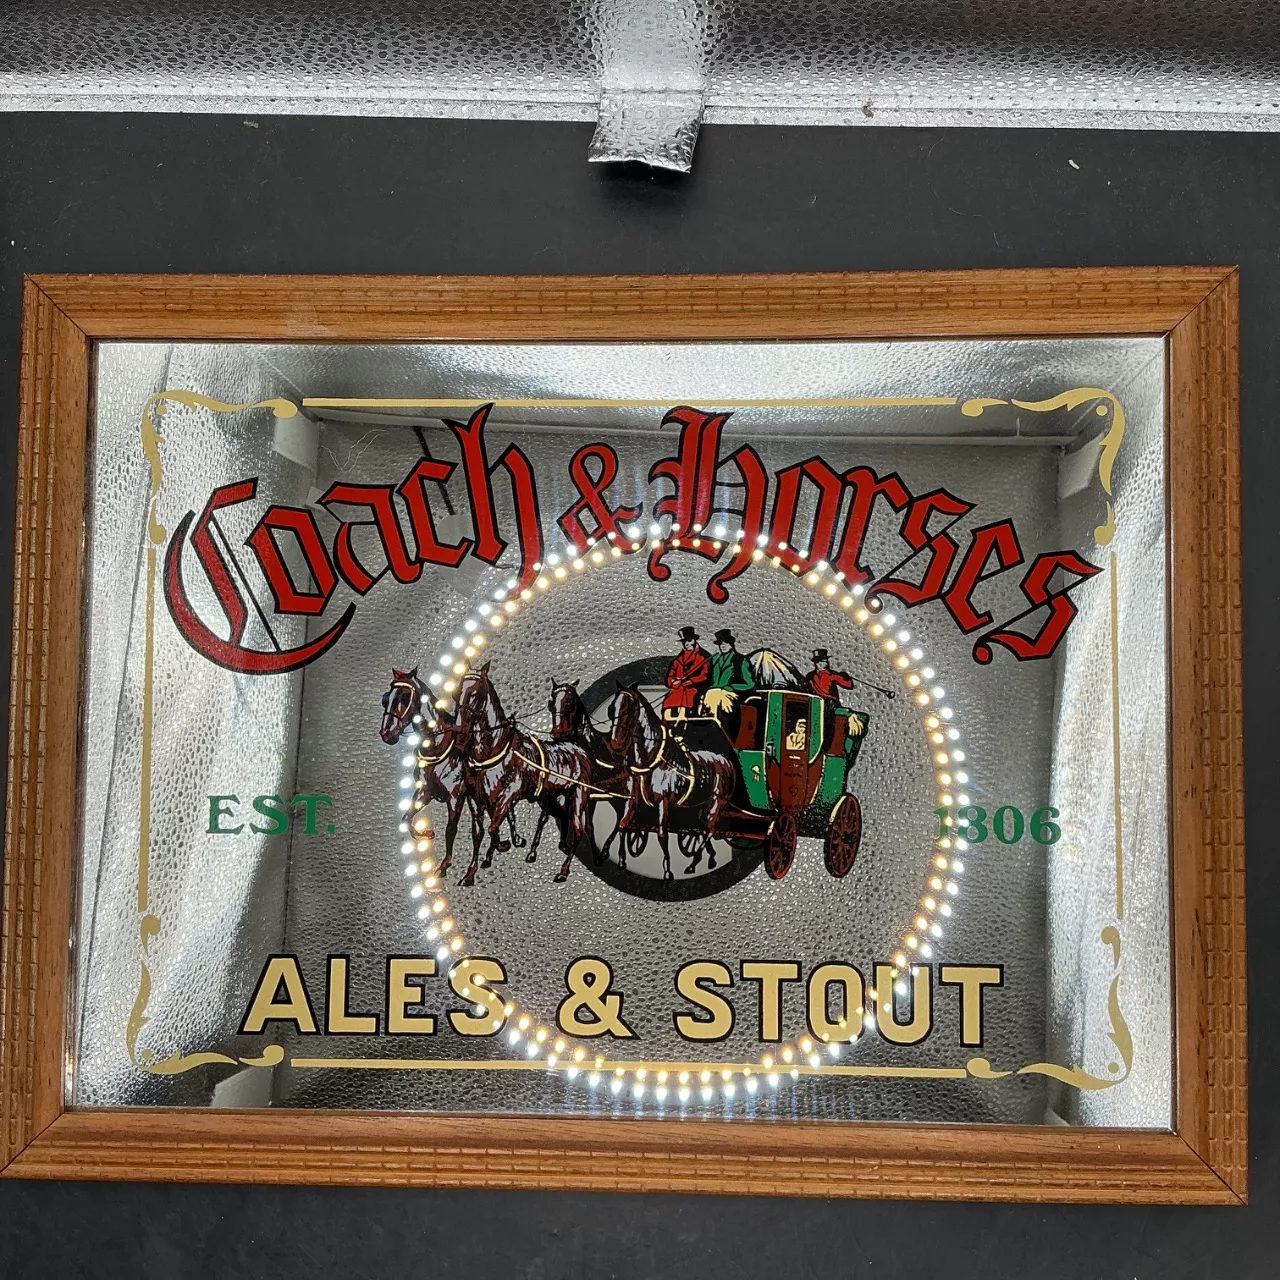 Coach & Horses
EST. 1806
ALES & STOUT